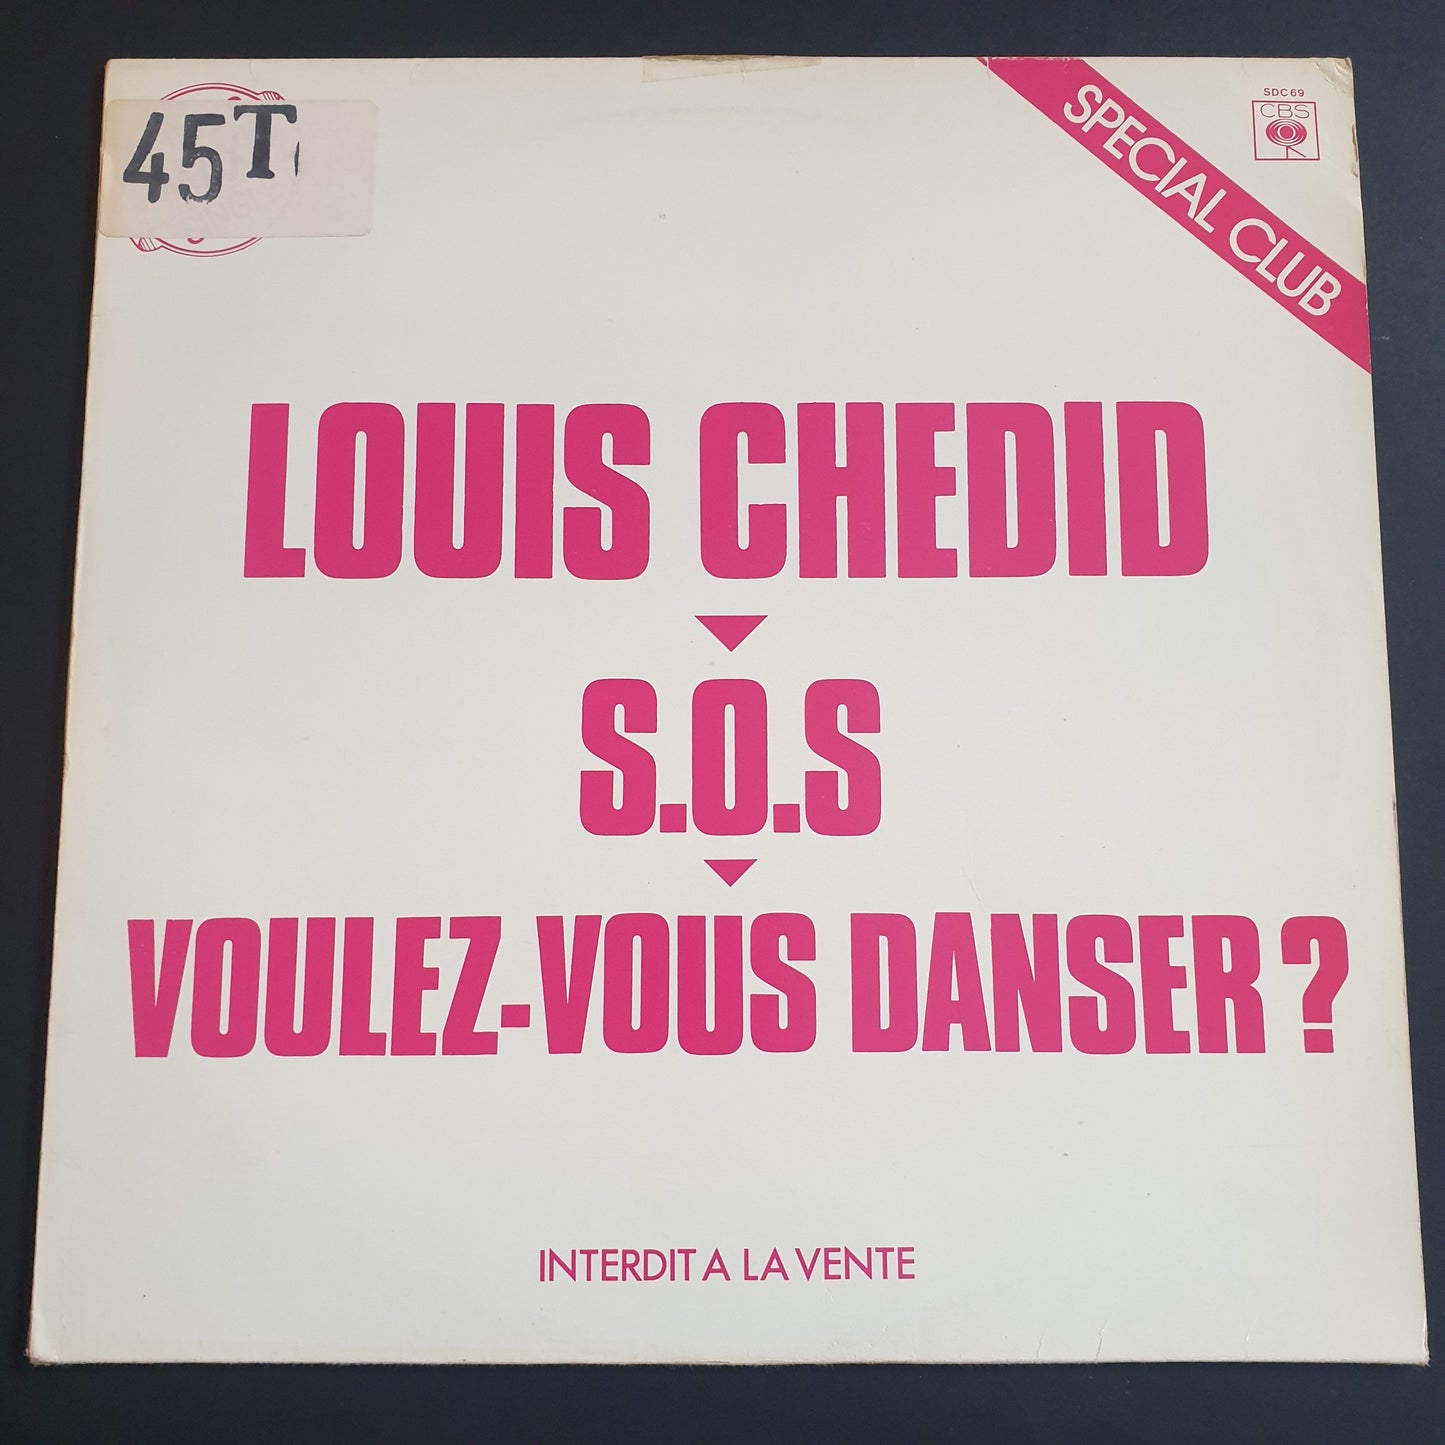 45T
SPECIAL CLUB
SDC 69
CBS
LOUIS CHEDID
S.O.S
VOULEZ-VOUS DANSER ?
INTERDIT A LA VENTE